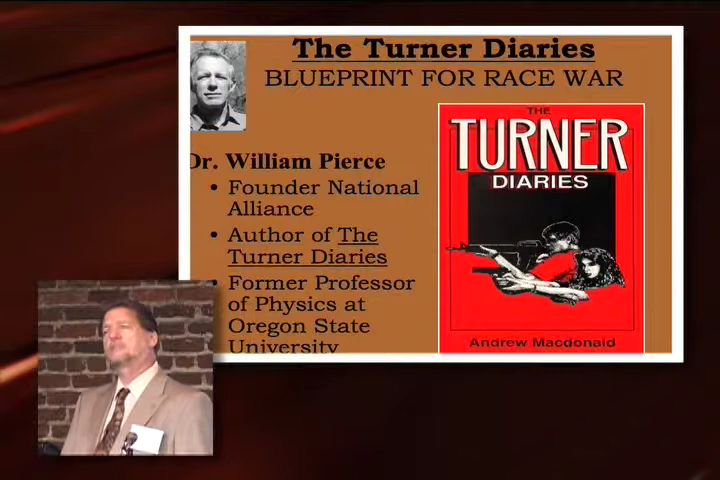 The Turner Diaries
BLUEPRINT FOR RACE WAR
Dr. William Pierce
• Founder National
Alliance
• Author of The
Turner Diaries
• Former Professor
of Physics at
Oregon State
University
THE
TURNER
DIARIES
Andrew Macdonald